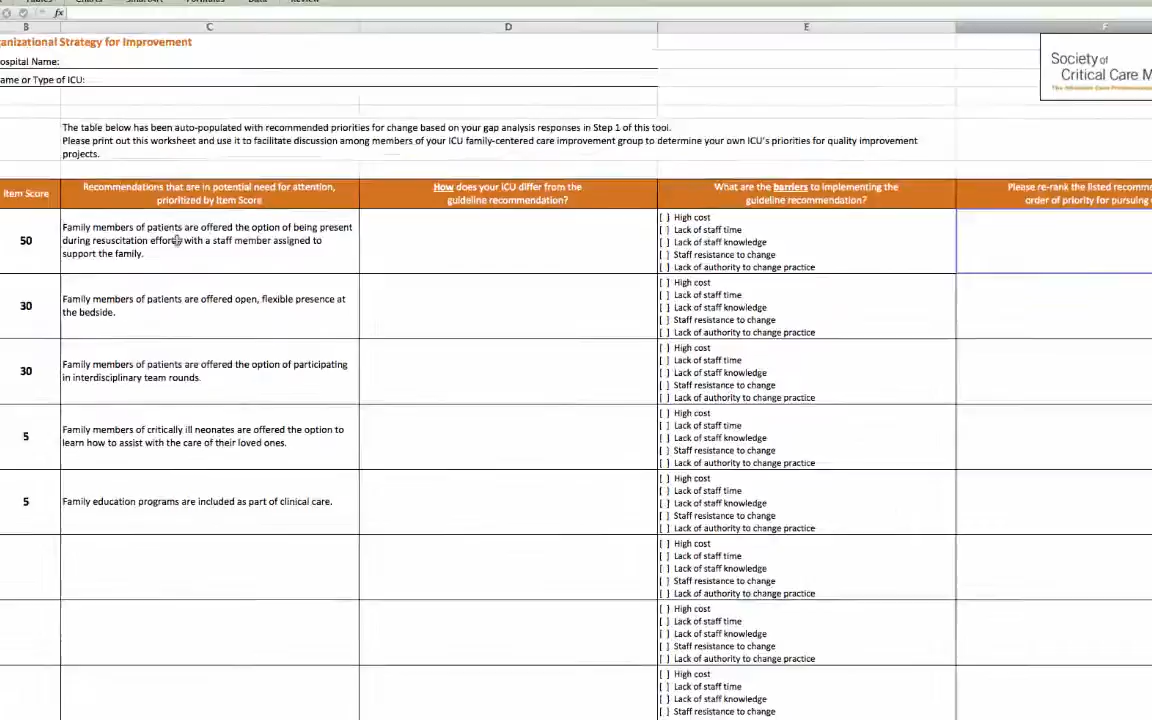 fx
B C D E F
anizational Strategy for Improvement
Society of
Critical Care M
ospital Name:
ame or Type of ICU:
The table below has been auto-populated with recommended priorities for change based on your gap analysis responses in Step 1 of this tool.
Please print out this worksheet and use it to facilitate discussion among members of your ICU family-centered care improvement group to determine your own ICU's priorities for quality improvement
projects.
Item Score
Recommendations that are in potential need for attention,
prioritized by Item Score
How does your ICU differ from the
guideline recommendation?
What are the barriers to implementing the
guideline recommendation?
Please re-rank the listed recomme
order of priority for pursuing
50
Family members of patients are offered the option of being present
during resuscitation efforts with a staff member assigned to
support the family.
[ ] High cost
[ ] Lack of staff time
[ ] Lack of staff knowledge
[ ] Staff resistance to change
[ ] Lack of authority to change practice
30
Family members of patients are offered open, flexible presence at
the bedside.
[ ] High cost
[ ] Lack of staff time
[ ] Lack of staff knowledge
[ ] Staff resistance to change
[ ] Lack of authority to change practice
30
Family members of patients are offered the option of participating
in interdisciplinary team rounds.
[ ] High cost
[ ] Lack of staff time
[ ] Lack of staff knowledge
[ ] Staff resistance to change
[ ] Lack of authority to change practice
5
Family members of critically ill neonates are offered the option to
learn how to assist with the care of their loved ones.
[ ] High cost
[ ] Lack of staff time
[ ] Lack of staff knowledge
[ ] Staff resistance to change
[ ] Lack of authority to change practice
5
Family education programs are included as part of clinical care.
[ ] High cost
[ ] Lack of staff time
[ ] Lack of staff knowledge
[ ] Staff resistance to change
[ ] Lack of authority to change practice
[ ] High cost
[ ] Lack of staff time
[ ] Lack of staff knowledge
[ ] Staff resistance to change
[ ] Lack of authority to change practice
[ ] High cost
[ ] Lack of staff time
[ ] Lack of staff knowledge
[ ] Staff resistance to change
[ ] Lack of authority to change practice
[ ] High cost
[ ] Lack of staff time
[ ] Lack of staff knowledge
[ ] Staff resistance to change